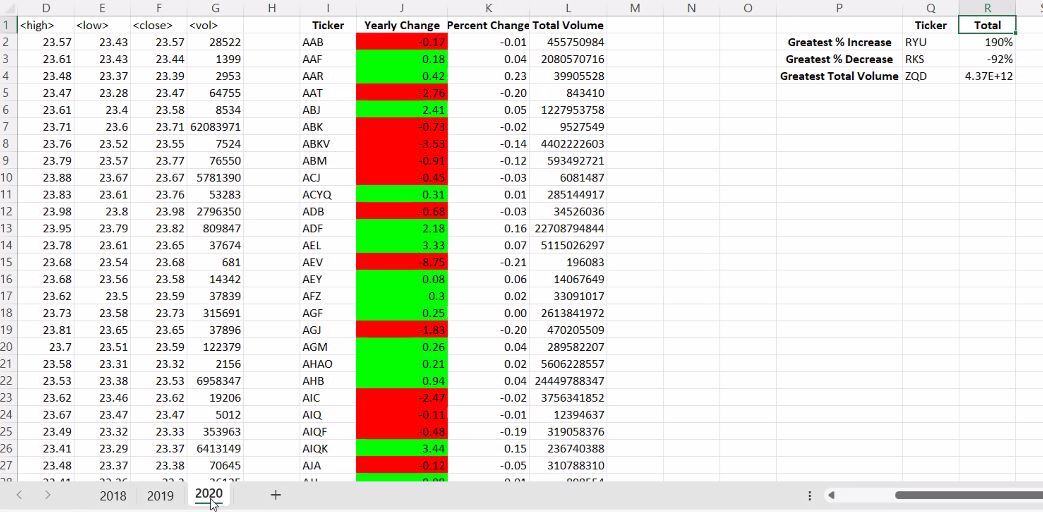 D E F G H I J K L M N O P Q R S
1 <high> <low> <close> <vol> Ticker Yearly Change Percent Change Total Volume Ticker Total
2 23.57 23.43 23.57 28522 AAB -0.17 -0.01 455750984 Greatest % Increase RYU 190%
3 23.61 23.43 23.44 1399 AAF 0.18 0.04 2080570716 Greatest % Decrease RKS -92%
4 23.48 23.37 23.39 2953 AAR 0.42 0.23 39905528 Greatest Total Volume ZQD 4.37E+12
5 23.47 23.28 23.47 64755 AAT -2.76 -0.20 843410
6 23.61 23.4 23.58 8534 ABJ 2.41 0.05 1227953758
7 23.71 23.6 23.71 62083971 ABK -0.73 -0.02 9527549
8 23.76 23.52 23.55 7524 ABKV -3.53 -0.14 4402222603
9 23.79 23.57 23.77 76550 ABM -0.91 -0.12 593492721
10 23.88 23.67 23.67 5781390 ACJ -0.45 -0.03 6081487
11 23.83 23.61 23.76 53283 ACYQ 0.31 0.01 285144917
12 23.98 23.8 23.98 2796350 ADB -0.68 -0.03 34526036
13 23.95 23.79 23.82 809847 ADF 2.18 0.16 22708794844
14 23.78 23.61 23.65 37674 AEL 3.33 0.07 5115026297
15 23.68 23.54 23.68 681 AEV -8.75 -0.21 196083
16 23.68 23.56 23.58 14342 AEY 0.08 0.06 14067649
17 23.62 23.5 23.59 37839 AFZ 0.3 0.02 33091017
18 23.73 23.58 23.73 315691 AGF 0.25 0.00 2613841972
19 23.81 23.65 23.65 37896 AGJ -1.83 -0.20 470205509
20 23.7 23.51 23.59 122379 AGM 0.26 0.04 289582207
21 23.58 23.31 23.32 2156 AHAO 0.21 0.02 5606228557
22 23.53 23.38 23.53 6958347 AHB 0.94 0.04 24449788347
23 23.62 23.46 23.62 19206 AIC -2.47 -0.02 3756341852
24 23.67 23.47 23.47 5012 AIQ -0.11 -0.01 12394637
25 23.49 23.32 23.33 353963 AIQF -0.48 -0.19 319058376
26 23.41 23.29 23.37 6413149 AIQK 3.44 0.15 236740388
27 23.48 23.37 23.38 70645 AJA -0.12 -0.05 310788310
2018 2019 2020 +